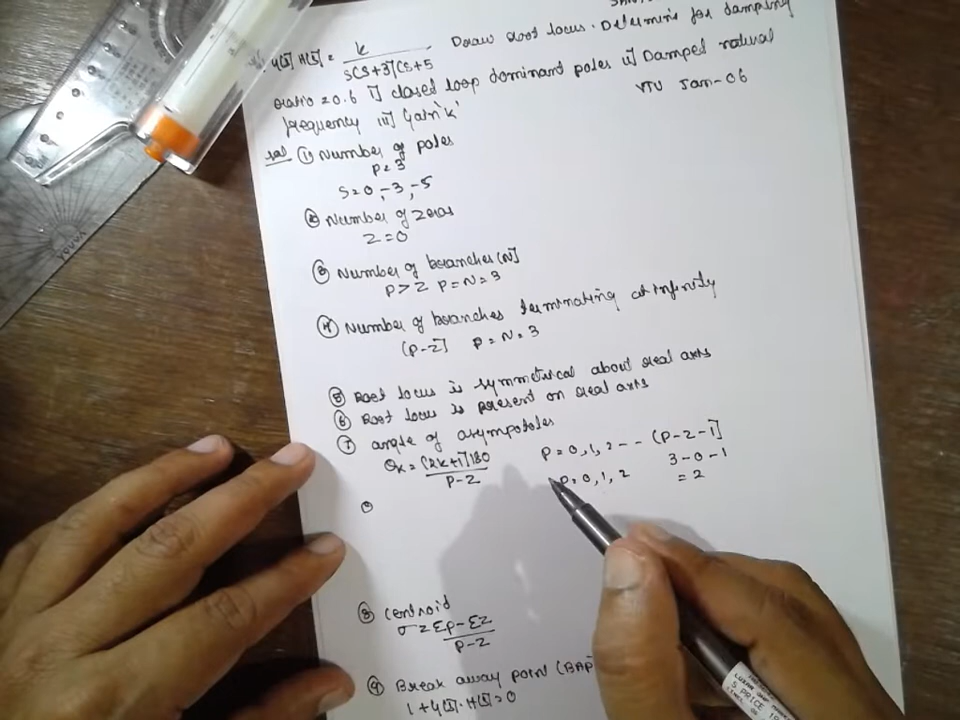 G(s) H(s) = K / s(s+3)(s+5 Draw root locus. Determine for damping
ratio = 0.6 i] closed loop dominant poles ii] Damped natural
frequency iii] Gain 'k' VTU Jan-06
sol ① Number of poles
P = 3
S = 0, -3, -5
② Number of zeros
Z = 0
③ Number of branches (N]
P > Z P = N = 3
④ Number of branches terminating at infinity
(P-Z] P = N = 3
⑤ Root locus is symmetrical about real axis
⑥ Root locus is present on real axis
⑦ angle of asympototes
θk = (2k+1]180 / P-Z P = 0, 1, 2 -- (P-Z-1]
P = 0, 1, 2 3-0-1
= 2
θ
⑧ centroid
σ = Σp - Σz / P-Z
⑨ Break away point (BAP
1 + G(s). H(s) = 0
YOUVA
LUXOR
PRICE